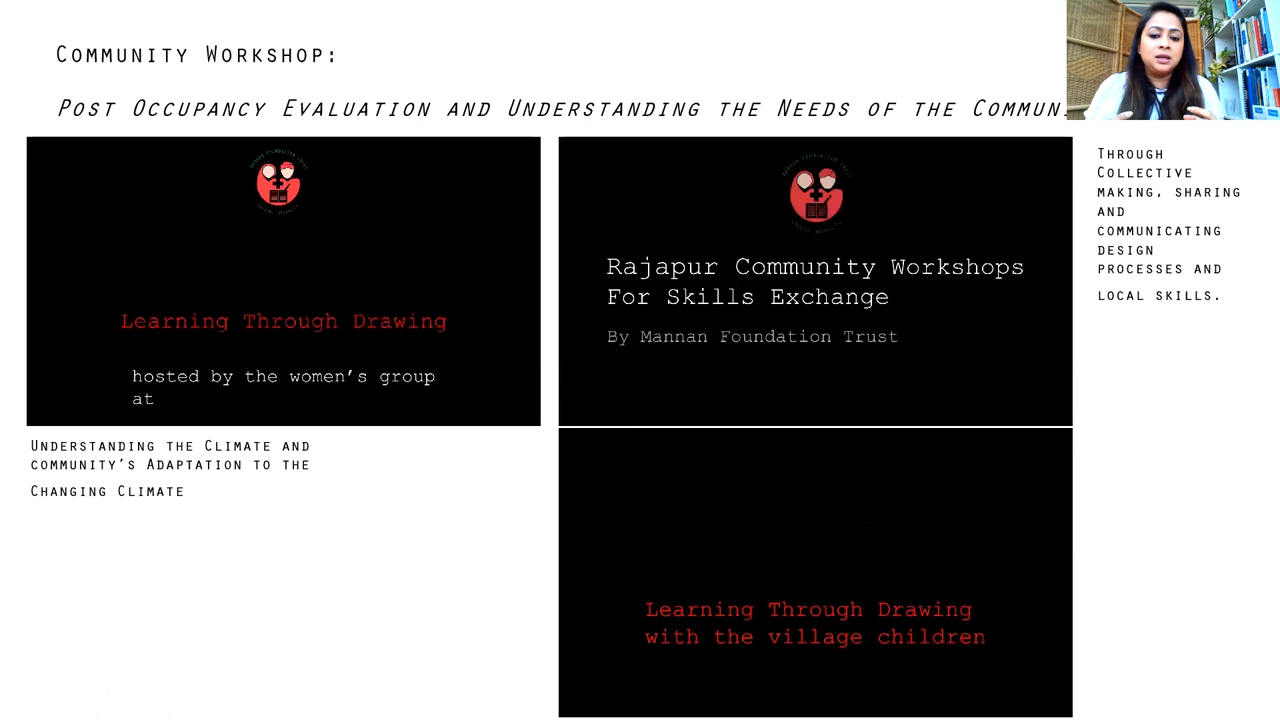 Community Workshop:
Post Occupancy Evaluation and Understanding the Needs of the Commun
Learning Through Drawing
hosted by the women's group
at
Rajapur Community Workshops
For Skills Exchange
By Mannan Foundation Trust
Through
Collective
making, sharing
and
communicating
design
processes and
local skills.
Understanding the Climate and
community's Adaptation to the
Changing Climate
Learning Through Drawing
with the village children